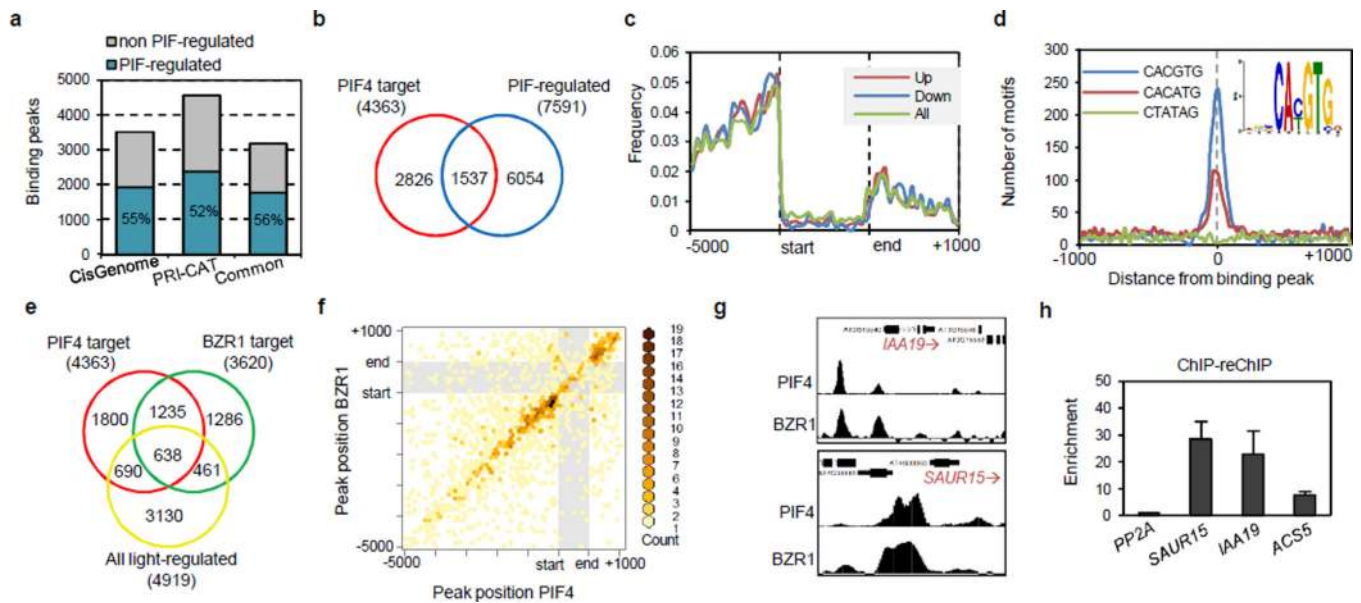 a
non PIF-regulated
PIF-regulated
5000
4000
3000
2000
1000
0
Binding peaks
55%
52%
56%
CisGenome
PRI-CAT
Common
b
PIF4 target
(4363)
PIF-regulated
(7591)
2826
1537
6054
c
0.06
0.05
0.04
0.03
0.02
0.01
0
Frequency
Up
Down
All
-5000
start
end
+1000
d
300
250
200
150
100
50
0
Number of motifs
CACGTG
CACATG
CTATAG
-1000
0
+1000
Distance from binding peak
e
PIF4 target
(4363)
BZR1 target
(3620)
1800
1235
1286
638
690
461
3130
All light-regulated
(4919)
f
+1000
end
start
-5000
Peak position BZR1
-5000
start
end
+1000
Peak position PIF4
19
18
17
16
14
13
12
11
10
9
8
7
6
5
4
3
2
1
Count
g
IAA19→
PIF4
BZR1
SAUR15→
PIF4
BZR1
h
ChIP-reChIP
50
40
30
20
10
0
Enrichment
PP2A
SAUR15
IAA19
ACS5